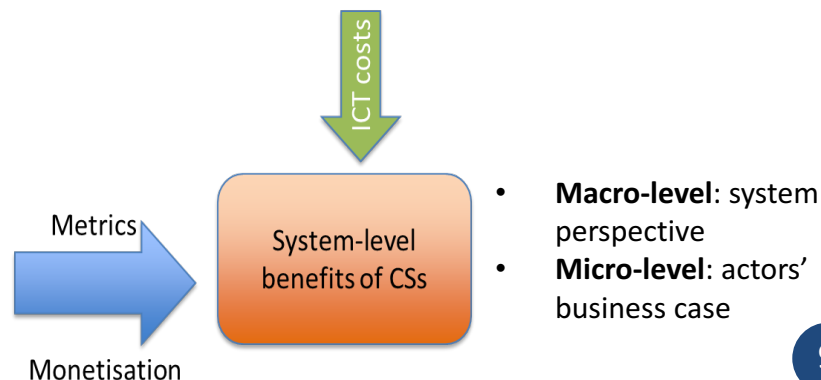 ICT costs
Metrics
Monetisation
System-level
benefits of CSs
• Macro-level: system
perspective
• Micro-level: actors’
business case